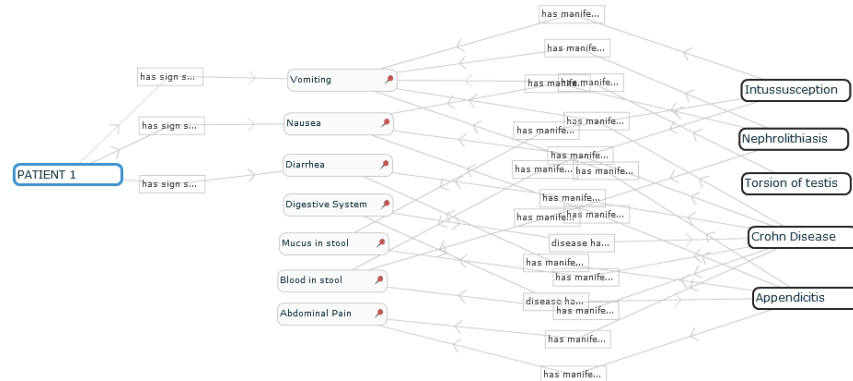 has manife...
has manife...
has sign s...
Vomiting
has manife...
has manife...
Intussusception
has sign s...
Nausea
has manife...
has manife...
Nephrolithiasis
has manife...
Diarrhea
has manife...
has manife...
PATIENT 1
has sign s...
Torsion of testis
has manife...
Digestive System
has manife...
has manife...
Mucus in stool
disease ha...
Crohn Disease
has manife...
Blood in stool
has manife...
disease ha...
Appendicitis
Abdominal Pain
has manife...
has manife...
has manife...